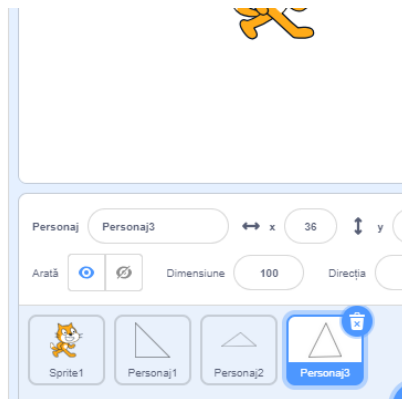 Personaj Personaj3 x 36 y
Arată Dimensiune 100 Direcția
Sprite1 Personaj1 Personaj2 Personaj3